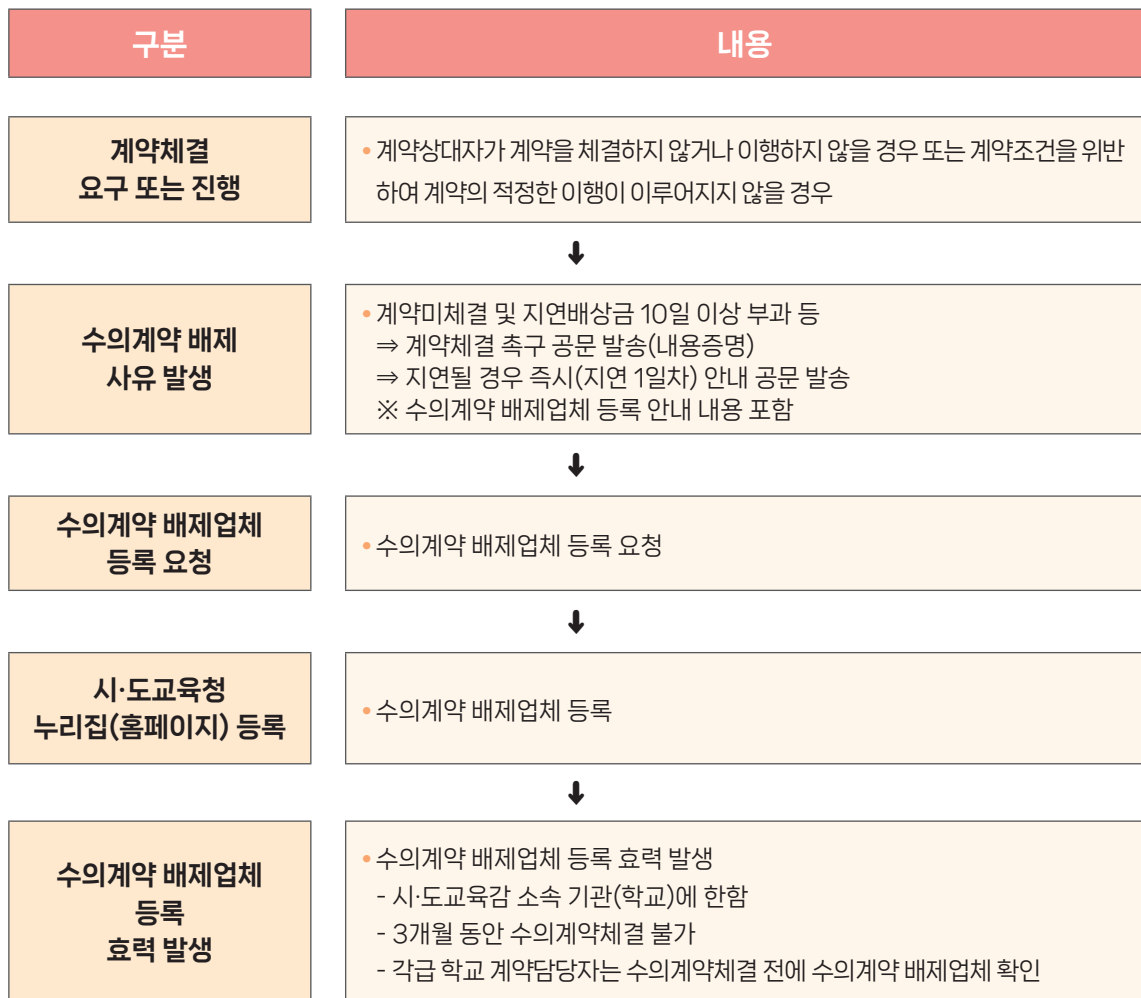 구분
내용
계약체결
요구 또는 진행
• 계약상대자가 계약을 체결하지 않거나 이행하지 않을 경우 또는 계약조건을 위반
하여 계약의 적정한 이행이 이루어지지 않을 경우
수의계약 배제
사유 발생
• 계약미체결 및 지연배상금 10일 이상 부과 등
⇒ 계약체결 촉구 공문 발송(내용증명)
⇒ 지연될 경우 즉시(지연 1일차) 안내 공문 발송
※ 수의계약 배제업체 등록 안내 내용 포함
수의계약 배제업체
등록 요청
• 수의계약 배제업체 등록 요청
시·도교육청
누리집(홈페이지) 등록
• 수의계약 배제업체 등록
수의계약 배제업체
등록
효력 발생
• 수의계약 배제업체 등록 효력 발생
- 시·도교육감 소속 기관(학교)에 한함
- 3개월 동안 수의계약체결 불가
- 각급 학교 계약담당자는 수의계약체결 전에 수의계약 배제업체 확인